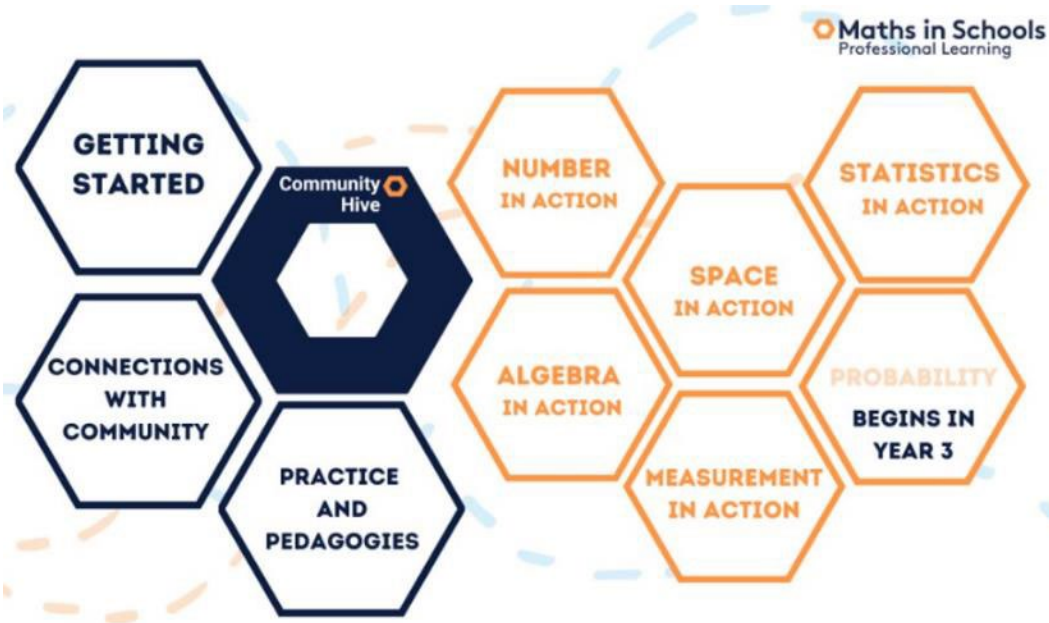 Maths in Schools
Professional Learning
GETTING
STARTED
Community
Hive
CONNECTIONS
WITH
COMMUNITY
PRACTICE
AND
PEDAGOGIES
NUMBER
IN ACTION
ALGEBRA
IN ACTION
SPACE
IN ACTION
MEASUREMENT
IN ACTION
STATISTICS
IN ACTION
PROBABILITY
BEGINS IN
YEAR 3